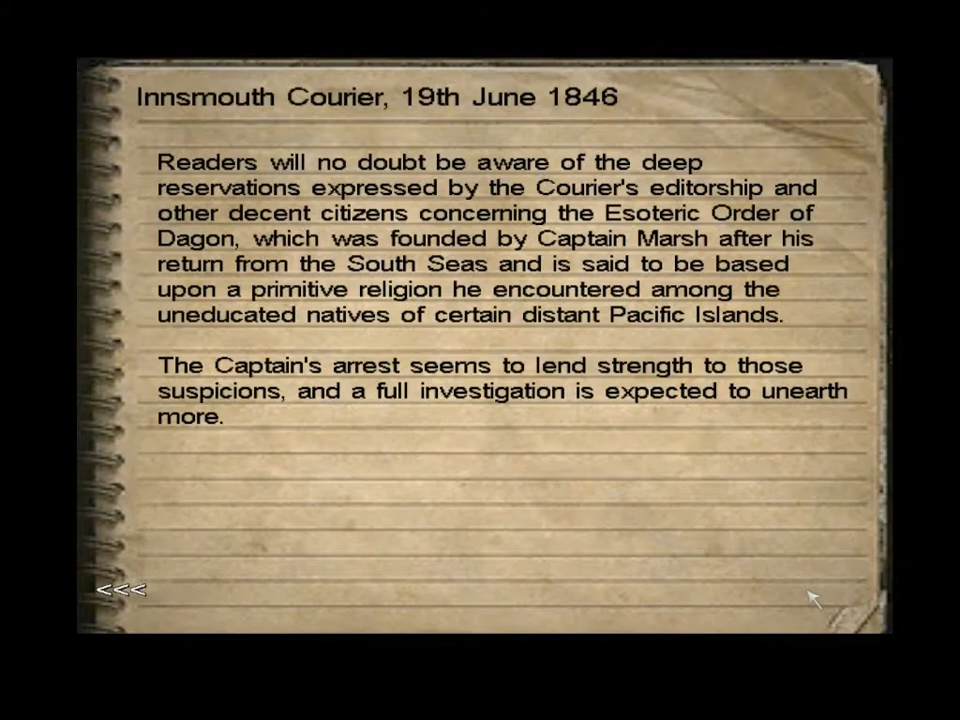 Innsmouth Courier, 19th June 1846
Readers will no doubt be aware of the deep
reservations expressed by the Courier's editorship and
other decent citizens concerning the Esoteric Order of
Dagon, which was founded by Captain Marsh after his
return from the South Seas and is said to be based
upon a primitive religion he encountered among the
uneducated natives of certain distant Pacific Islands.
The Captain's arrest seems to lend strength to those
suspicions, and a full investigation is expected to unearth
more.
<<<